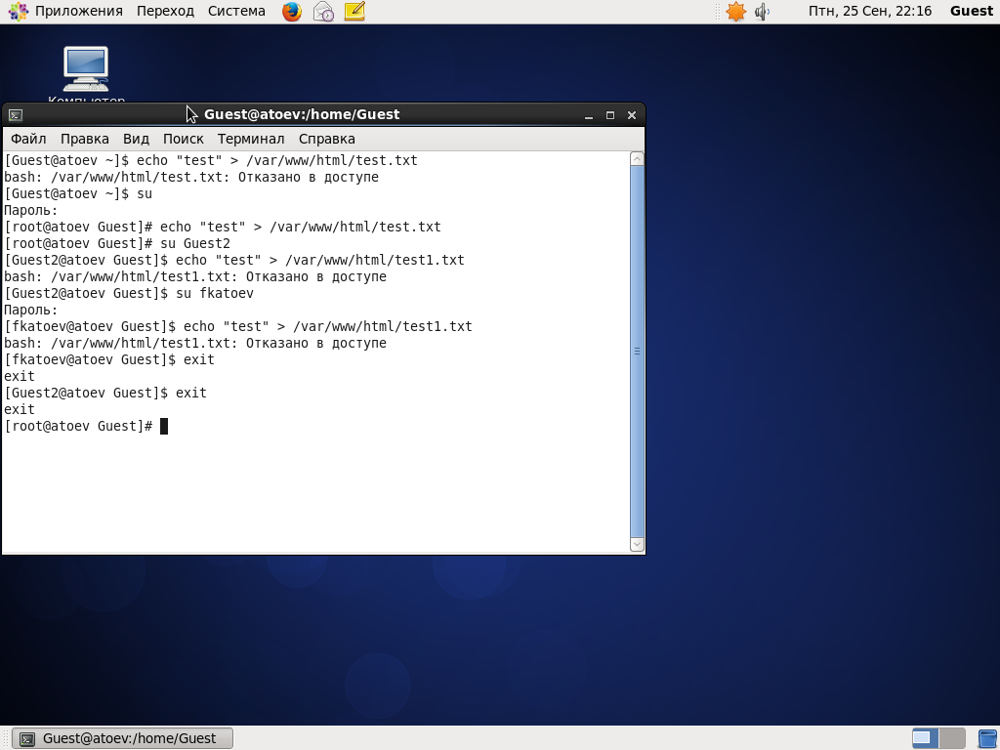 Приложения Переход Система Птн, 25 Сен, 22:16 Guest
Компьютер
Guest@atoev:/home/Guest
Файл Правка Вид Поиск Терминал Справка
[Guest@atoev ~]$ echo "test" > /var/www/html/test.txt
bash: /var/www/html/test.txt: Отказано в доступе
[Guest@atoev ~]$ su
Пароль:
[root@atoev Guest]# echo "test" > /var/www/html/test.txt
[root@atoev Guest]# su Guest2
[Guest2@atoev Guest]$ echo "test" > /var/www/html/test1.txt
bash: /var/www/html/test1.txt: Отказано в доступе
[Guest2@atoev Guest]$ su fkatoev
Пароль:
[fkatoev@atoev Guest]$ echo "test" > /var/www/html/test1.txt
bash: /var/www/html/test1.txt: Отказано в доступе
[fkatoev@atoev Guest]$ exit
exit
[Guest2@atoev Guest]$ exit
exit
[root@atoev Guest]#
Guest@atoev:/home/Guest